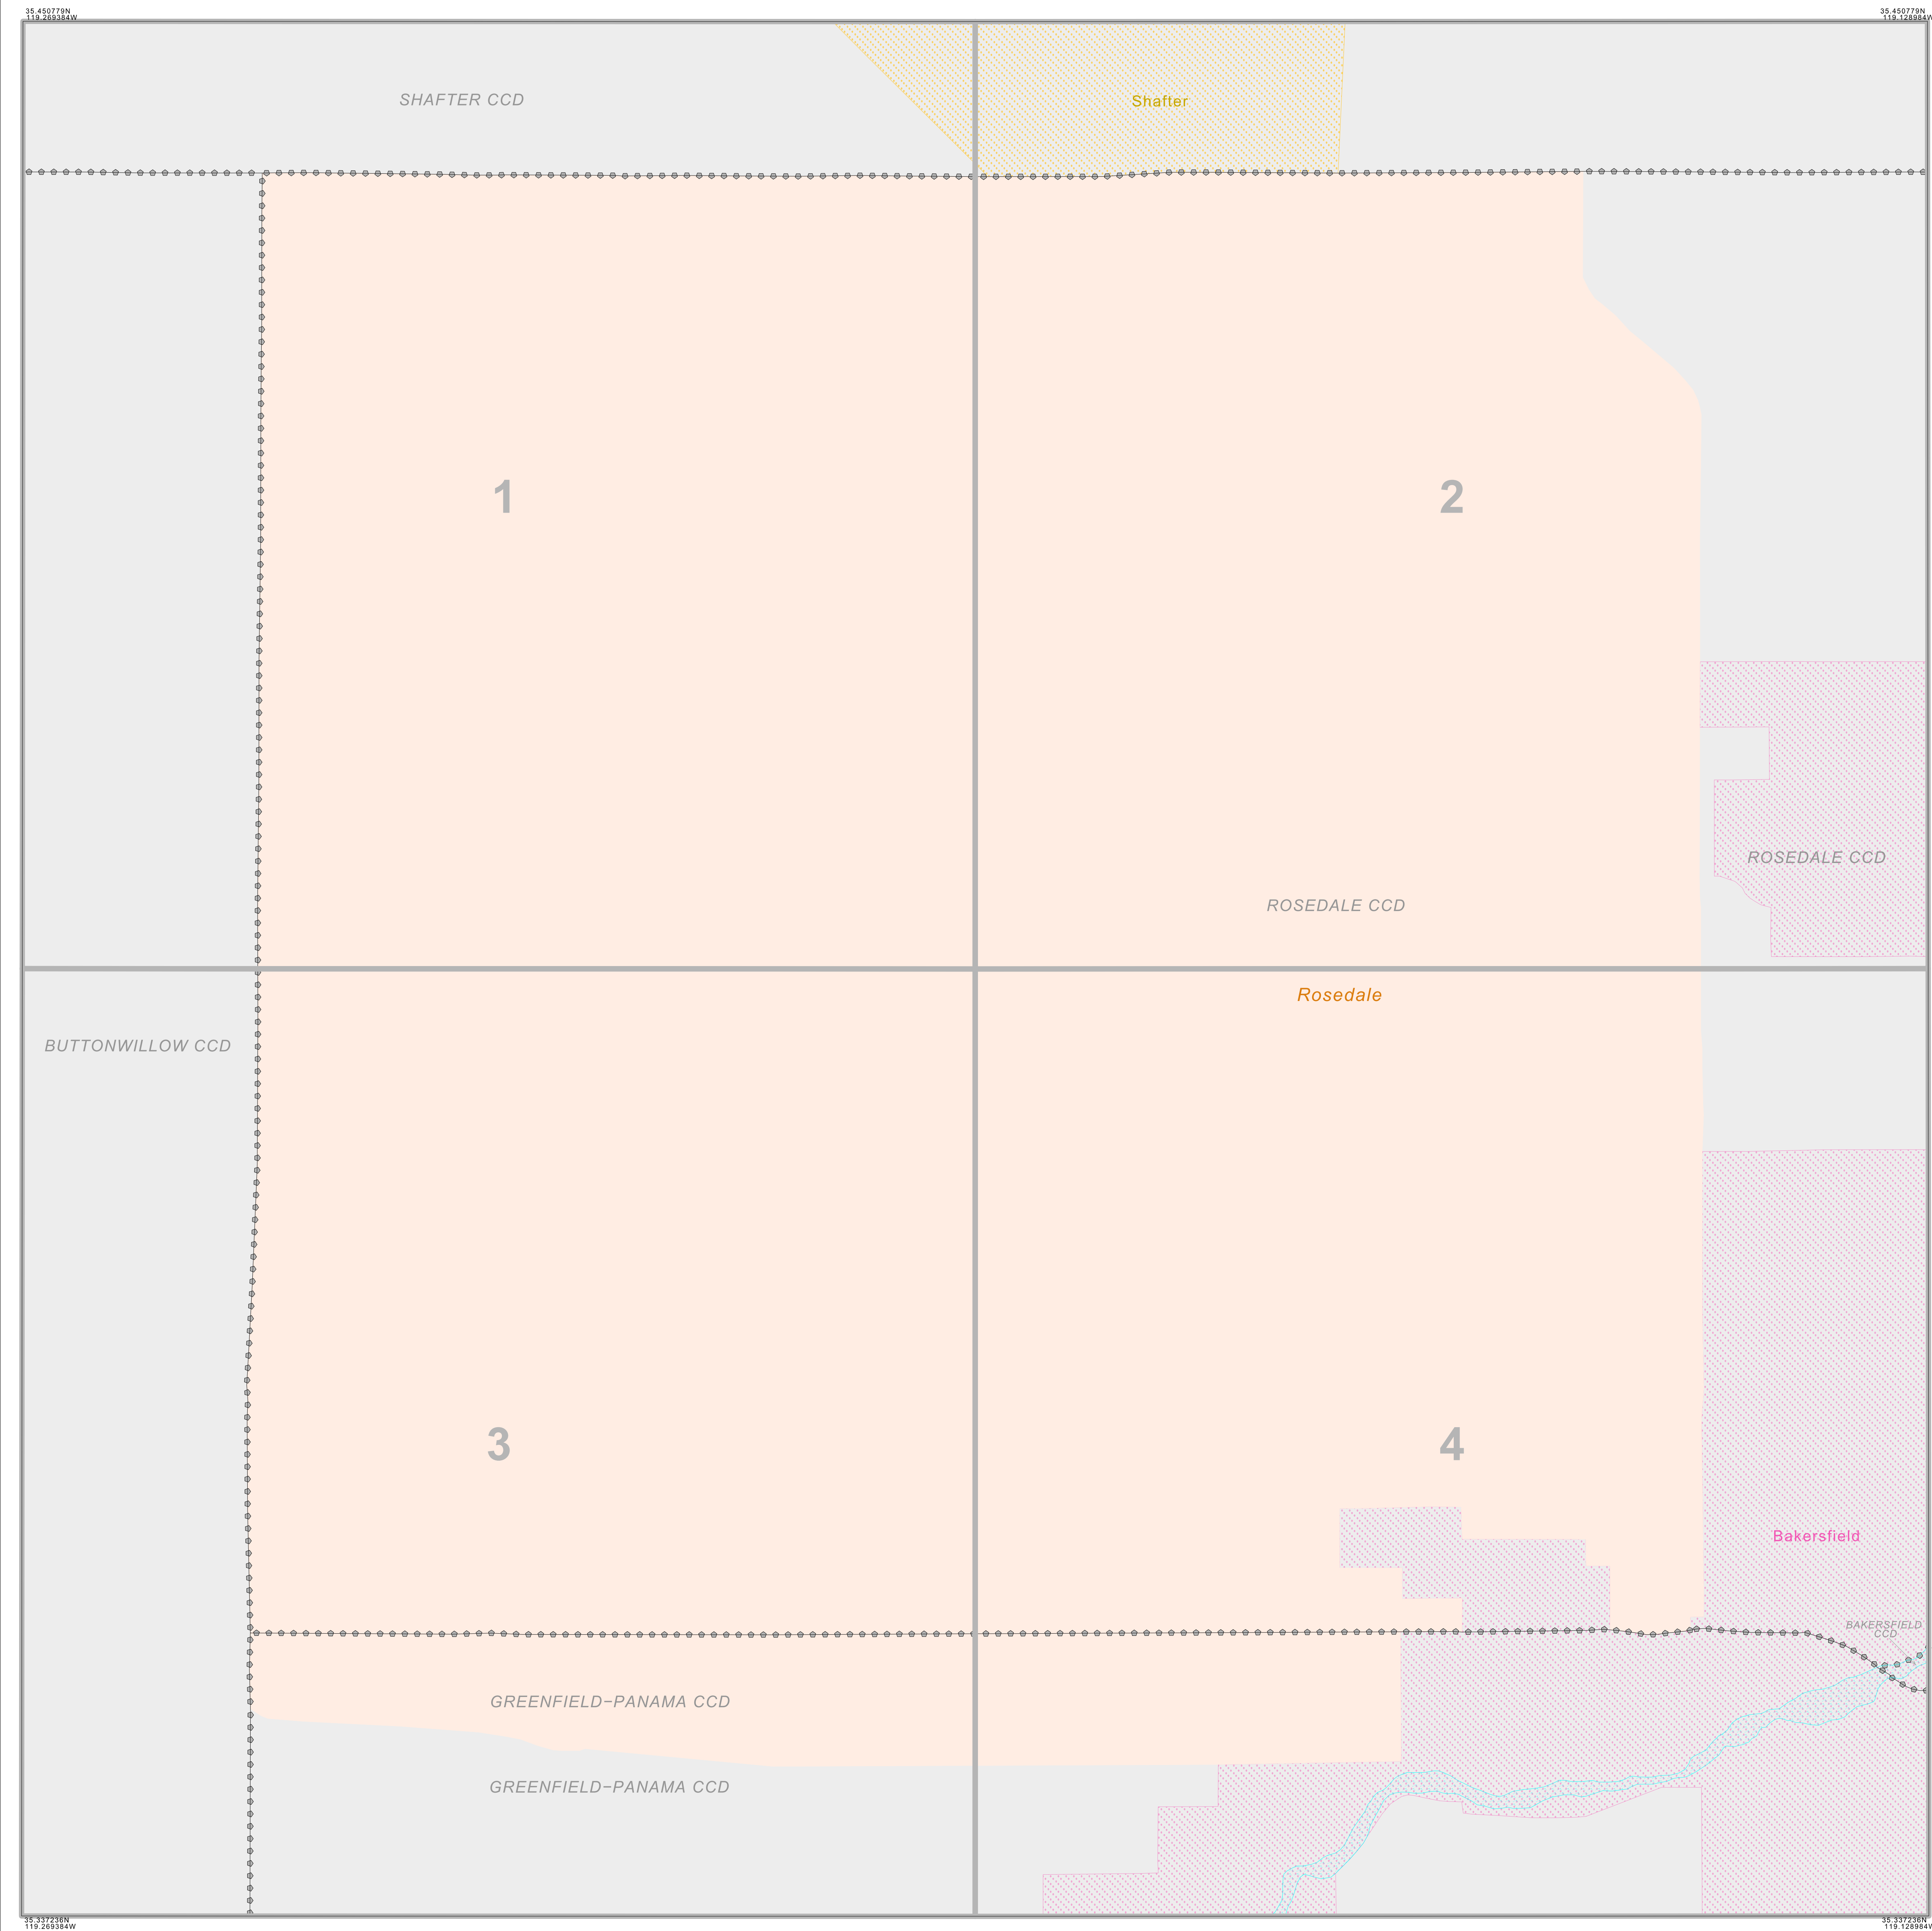 35.450779N
119.269384W
35.450779N
119.128984W
SHAFTER CCD
Shafter
1
2
ROSEDALE CCD
ROSEDALE CCD
Rosedale
BUTTONWILLOW CCD
3
4
Bakersfield
BAKERSFIELD
CCD
GREENFIELD–PANAMA CCD
GREENFIELD–PANAMA CCD
35.337236N
119.269384W
35.337236N
119.128984W